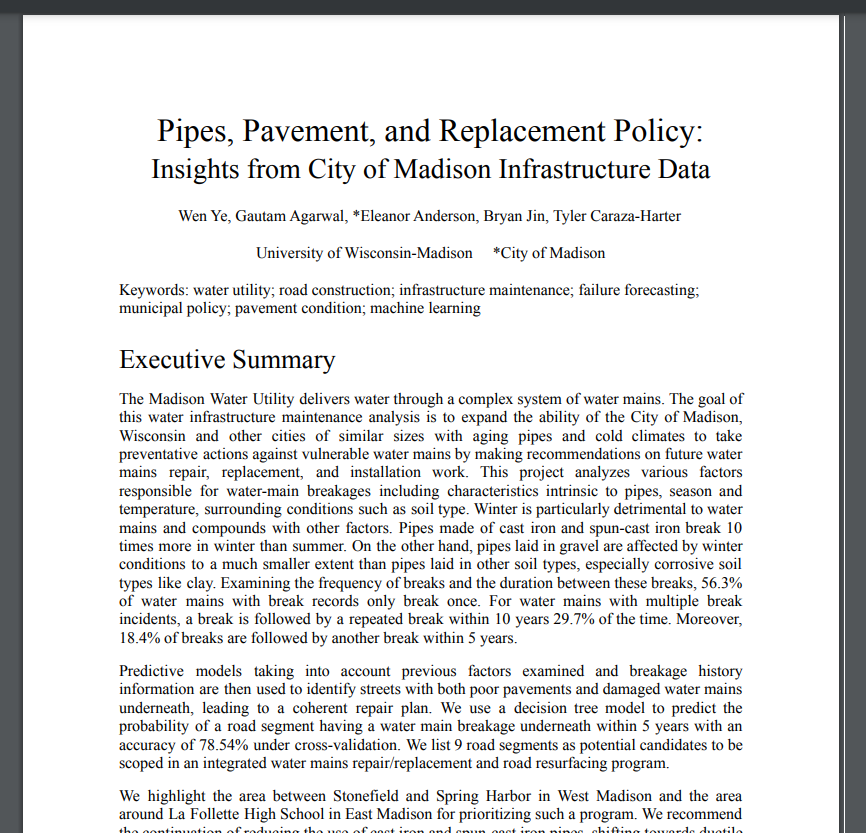 Pipes, Pavement, and Replacement Policy:
Insights from City of Madison Infrastructure Data
Wen Ye, Gautam Agarwal, *Eleanor Anderson, Bryan Jin, Tyler Caraza-Harter
University of Wisconsin-Madison *City of Madison
Keywords: water utility; road construction; infrastructure maintenance; failure forecasting;
municipal policy; pavement condition; machine learning
Executive Summary
The Madison Water Utility delivers water through a complex system of water mains. The goal of
this water infrastructure maintenance analysis is to expand the ability of the City of Madison,
Wisconsin and other cities of similar sizes with aging pipes and cold climates to take
preventative actions against vulnerable water mains by making recommendations on future water
mains repair, replacement, and installation work. This project analyzes various factors
responsible for water-main breakages including characteristics intrinsic to pipes, season and
temperature, surrounding conditions such as soil type. Winter is particularly detrimental to water
mains and compounds with other factors. Pipes made of cast iron and spun-cast iron break 10
times more in winter than summer. On the other hand, pipes laid in gravel are affected by winter
conditions to a much smaller extent than pipes laid in other soil types, especially corrosive soil
types like clay. Examining the frequency of breaks and the duration between these breaks, 56.3%
of water mains with break records only break once. For water mains with multiple break
incidents, a break is followed by a repeated break within 10 years 29.7% of the time. Moreover,
18.4% of breaks are followed by another break within 5 years.
Predictive models taking into account previous factors examined and breakage history
information are then used to identify streets with both poor pavements and damaged water mains
underneath, leading to a coherent repair plan. We use a decision tree model to predict the
probability of a road segment having a water main breakage underneath within 5 years with an
accuracy of 78.54% under cross-validation. We list 9 road segments as potential candidates to be
scoped in an integrated water mains repair/replacement and road resurfacing program.
We highlight the area between Stonefield and Spring Harbor in West Madison and the area
around La Follette High School in East Madison for prioritizing such a program. We recommend
the continuation of reducing the use of cast iron and spun-cast iron pipes, shifting towards ductile